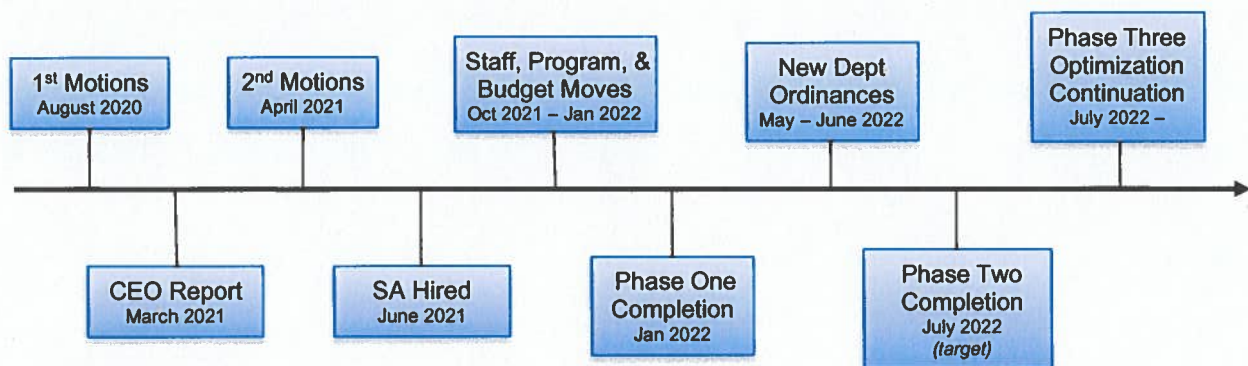 1st Motions
August 2020
2nd Motions
April 2021
Staff, Program, &
Budget Moves
Oct 2021 – Jan 2022
New Dept
Ordinances
May – June 2022
Phase Three
Optimization
Continuation
July 2022 –
CEO Report
March 2021
SA Hired
June 2021
Phase One
Completion
Jan 2022
Phase Two
Completion
July 2022
(target)